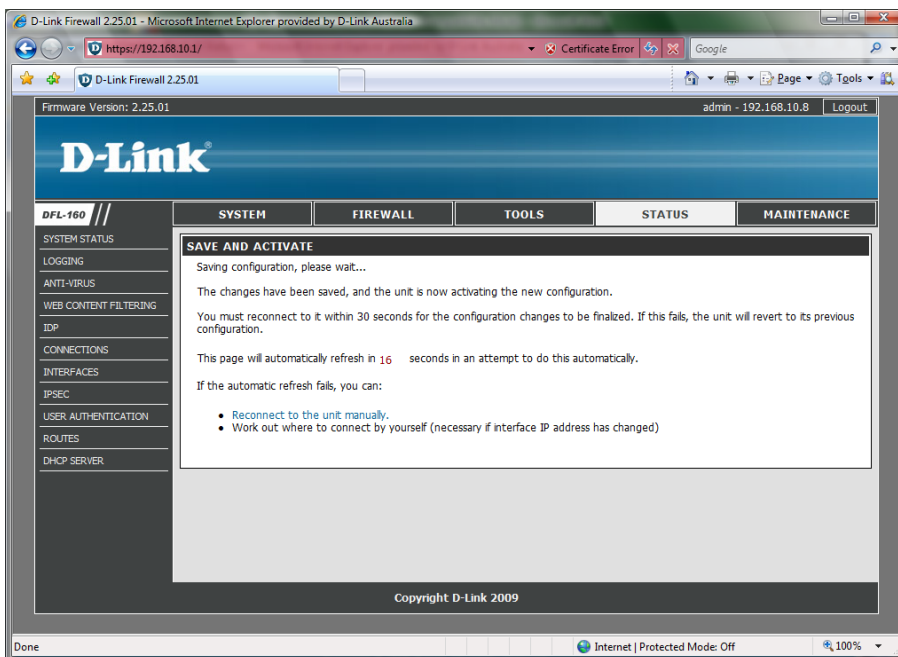 D-Link Firewall 2.25.01 - Microsoft Internet Explorer provided by D-Link Australia
https://192.168.10.1/
Certificate Error
Google
D-Link Firewall 2.25.01
Page
Tools
Firmware Version: 2.25.01
admin - 192.168.10.8
Logout
D-Link®
DFL-160
SYSTEM
FIREWALL
TOOLS
STATUS
MAINTENANCE
SYSTEM STATUS
LOGGING
ANTI-VIRUS
WEB CONTENT FILTERING
IDP
CONNECTIONS
INTERFACES
IPSEC
USER AUTHENTICATION
ROUTES
DHCP SERVER
SAVE AND ACTIVATE
Saving configuration, please wait...
The changes have been saved, and the unit is now activating the new configuration.
You must reconnect to it within 30 seconds for the configuration changes to be finalized. If this fails, the unit will revert to its previous
configuration.
This page will automatically refresh in 16 seconds in an attempt to do this automatically.
If the automatic refresh fails, you can:
• Reconnect to the unit manually.
• Work out where to connect by yourself (necessary if interface IP address has changed)
Copyright D-Link 2009
Done
Internet | Protected Mode: Off
100%